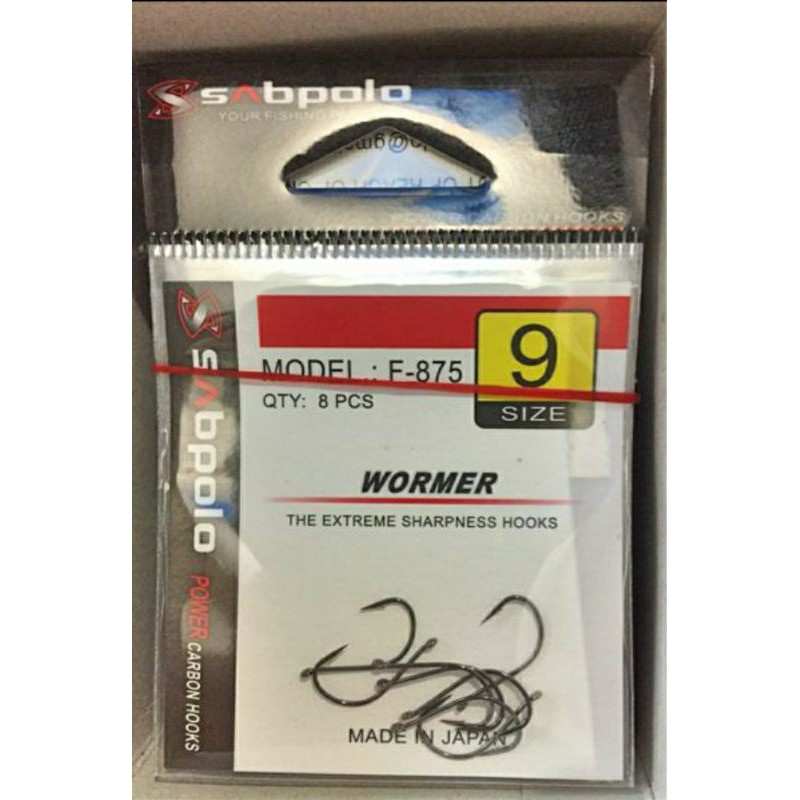 sabpolo
YOUR FISHING
POWER CARBON HOOKS
sabpolo
POWER CARBON HOOKS
MODEL.: F-875
QTY: 8 PCS
9
SIZE
WORMER
THE EXTREME SHARPNESS HOOKS
MADE IN JAPAN